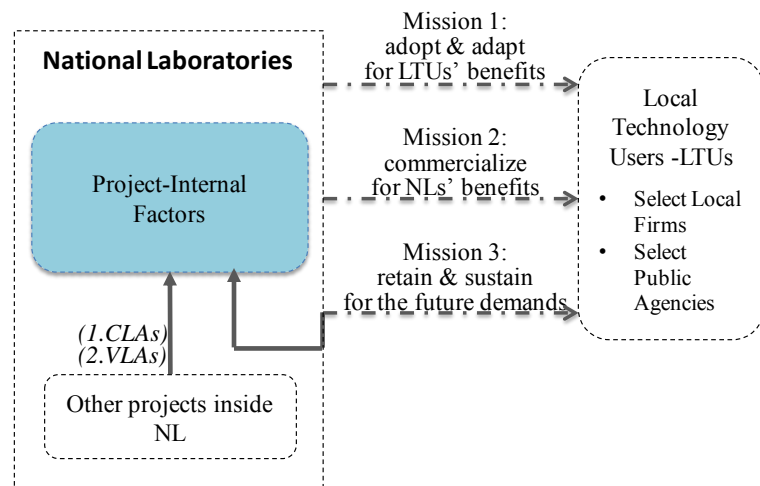 National Laboratories
Project-Internal
Factors
(1.CLAs)
(2.VLAs)
Other projects inside
NL
Mission 1:
adopt & adapt
for LTUs' benefits
Mission 2:
commercialize
for NLs' benefits
Mission 3:
retain & sustain
for the future demands
Local
Technology
Users -LTUs
• Select Local
Firms
• Select
Public
Agencies